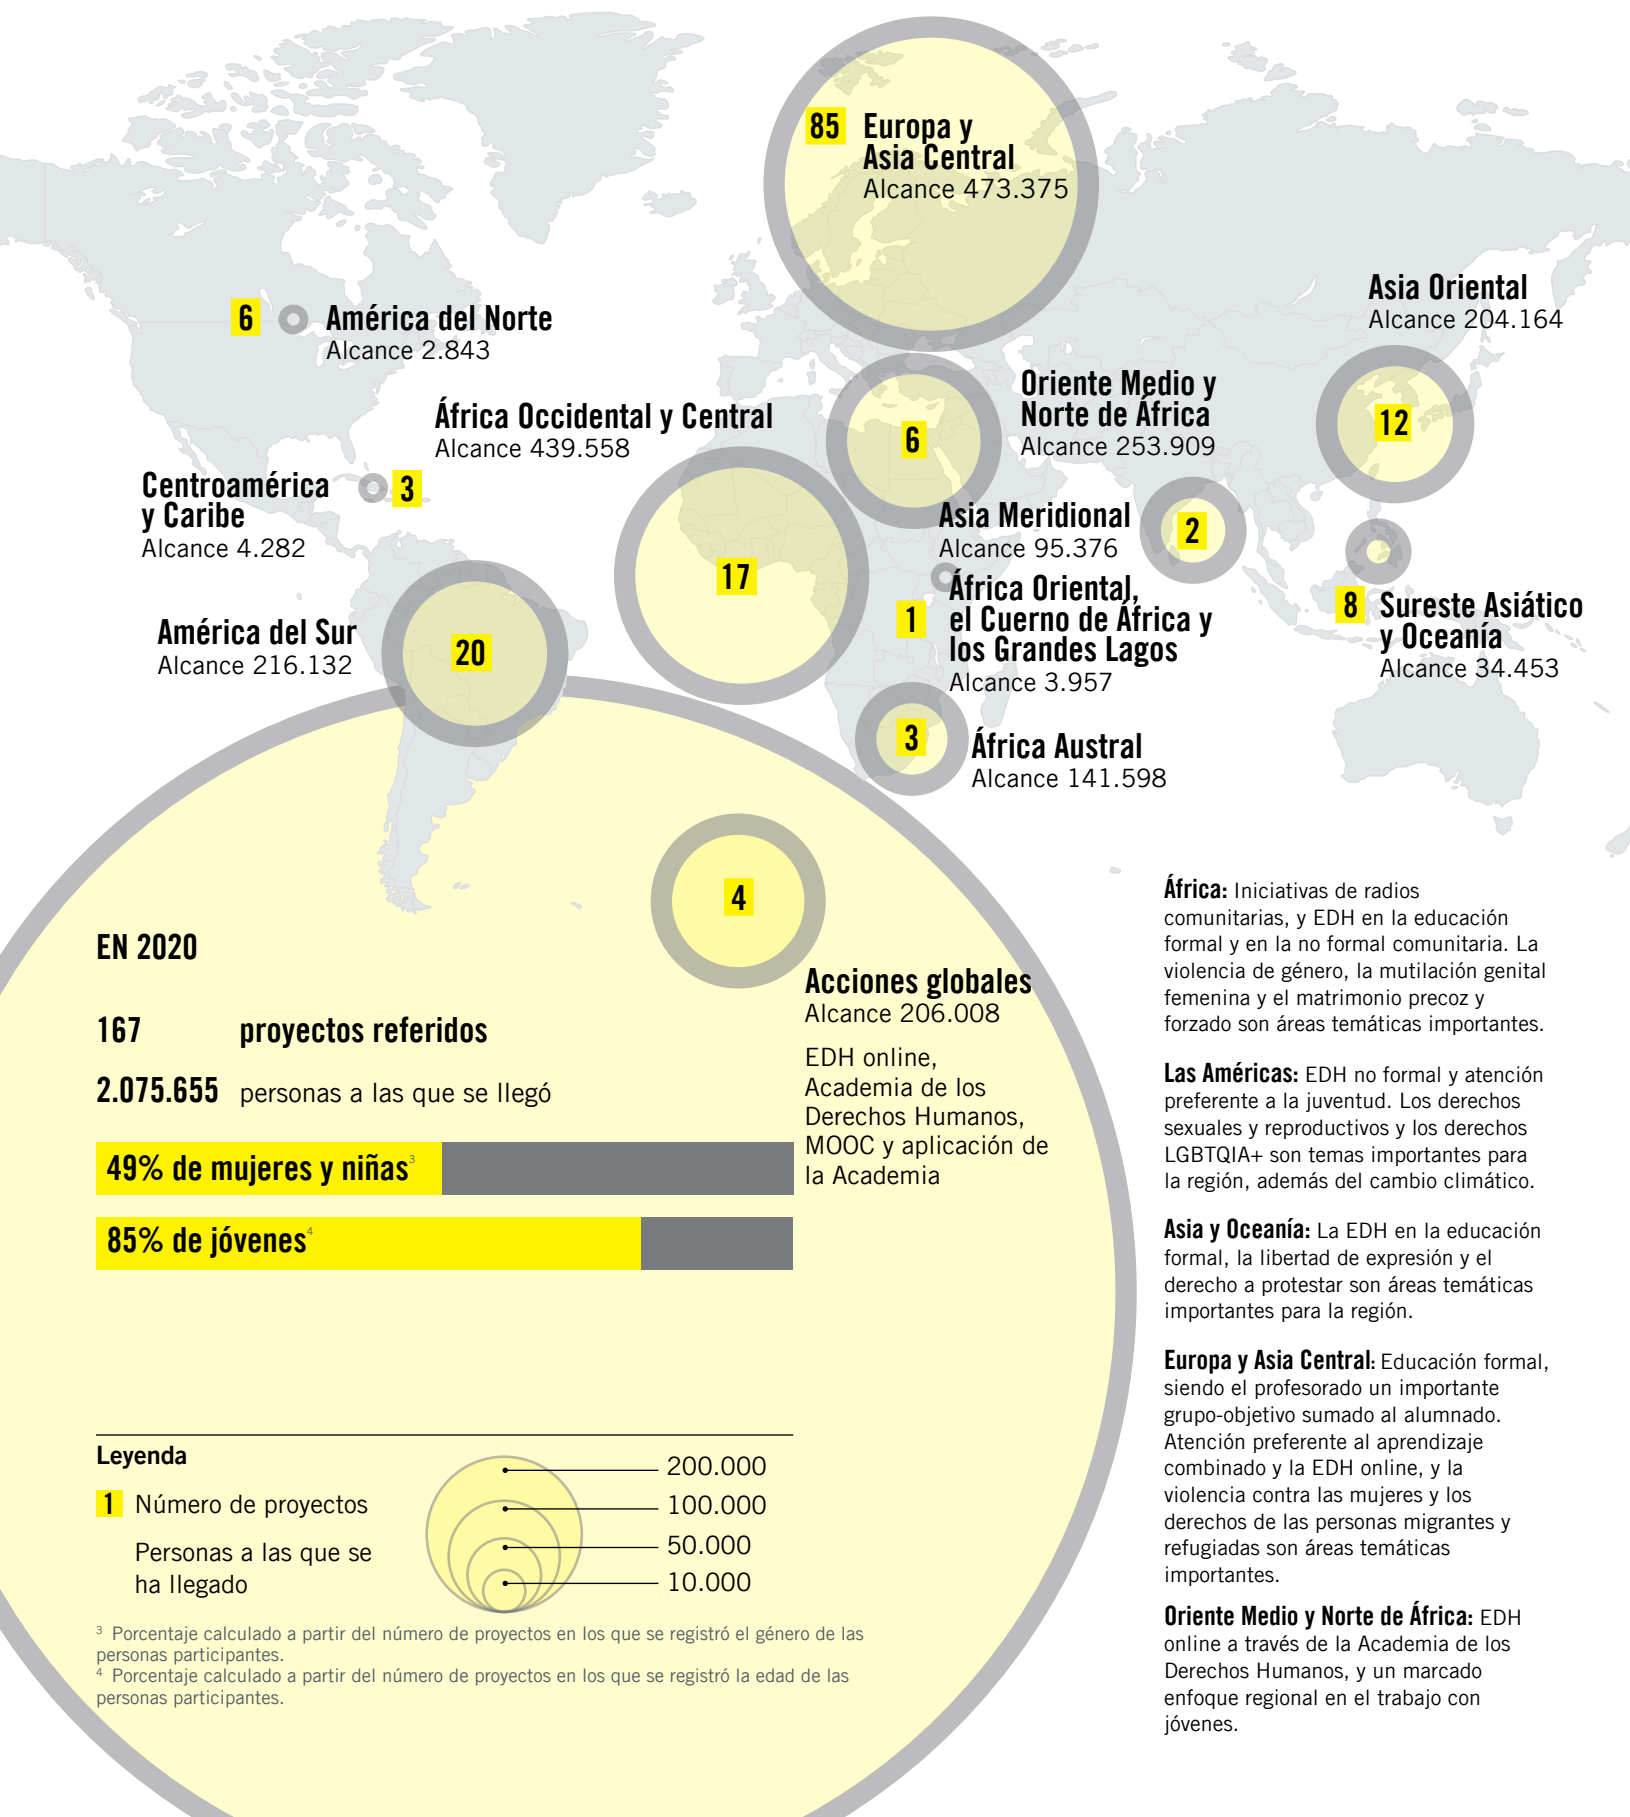 85
Europa y
Asia Central
Alcance 473.375
Asia Oriental
Alcance 204.164
12
6
América del Norte
Alcance 2.843
Oriente Medio y
Norte de África
Alcance 253.909
6
África Occidental y Central
Alcance 439.558
17
Centroamérica
y Caribe
Alcance 4.282
3
Asia Meridional
Alcance 95.376
2
1
África Oriental,
el Cuerno de África y
los Grandes Lagos
Alcance 3.957
8
Sureste Asiático
y Oceanía
Alcance 34.453
América del Sur
Alcance 216.132
20
3
África Austral
Alcance 141.598
4
Acciones globales
Alcance 206.008
EDH online,
Academia de los
Derechos Humanos,
MOOC y aplicación de
la Academia
EN 2020
167 proyectos referidos
2.075.655 personas a las que se llegó
49% de mujeres y niñas³
85% de jóvenes⁴
Leyenda
1 Número de proyectos
Personas a las que se
ha llegado
200.000
100.000
50.000
10.000
³ Porcentaje calculado a partir del número de proyectos en los que se registró el género de las
personas participantes.
⁴ Porcentaje calculado a partir del número de proyectos en los que se registró la edad de las
personas participantes.
África: Iniciativas de radios
comunitarias, y EDH en la educación
formal y en la no formal comunitaria. La
violencia de género, la mutilación genital
femenina y el matrimonio precoz y
forzado son áreas temáticas importantes.
Las Américas: EDH no formal y atención
preferente a la juventud. Los derechos
sexuales y reproductivos y los derechos
LGBTQIA+ son temas importantes para
la región, además del cambio climático.
Asia y Oceanía: La EDH en la educación
formal, la libertad de expresión y el
derecho a protestar son áreas temáticas
importantes para la región.
Europa y Asia Central: Educación formal,
siendo el profesorado un importante
grupo-objetivo sumado al alumnado.
Atención preferente al aprendizaje
combinado y la EDH online, y la
violencia contra las mujeres y los
derechos de las personas migrantes y
refugiadas son áreas temáticas
importantes.
Oriente Medio y Norte de África: EDH
online a través de la Academia de los
Derechos Humanos, y un marcado
enfoque regional en el trabajo con
jóvenes.